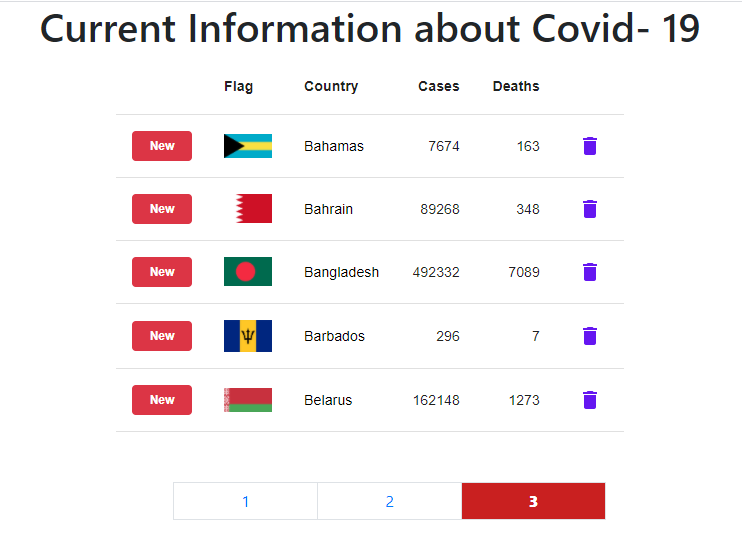 Current Information about Covid- 19
Flag Country Cases Deaths
New Bahamas 7674 163
New Bahrain 89268 348
New Bangladesh 492332 7089
New Barbados 296 7
New Belarus 162148 1273
1 2 3